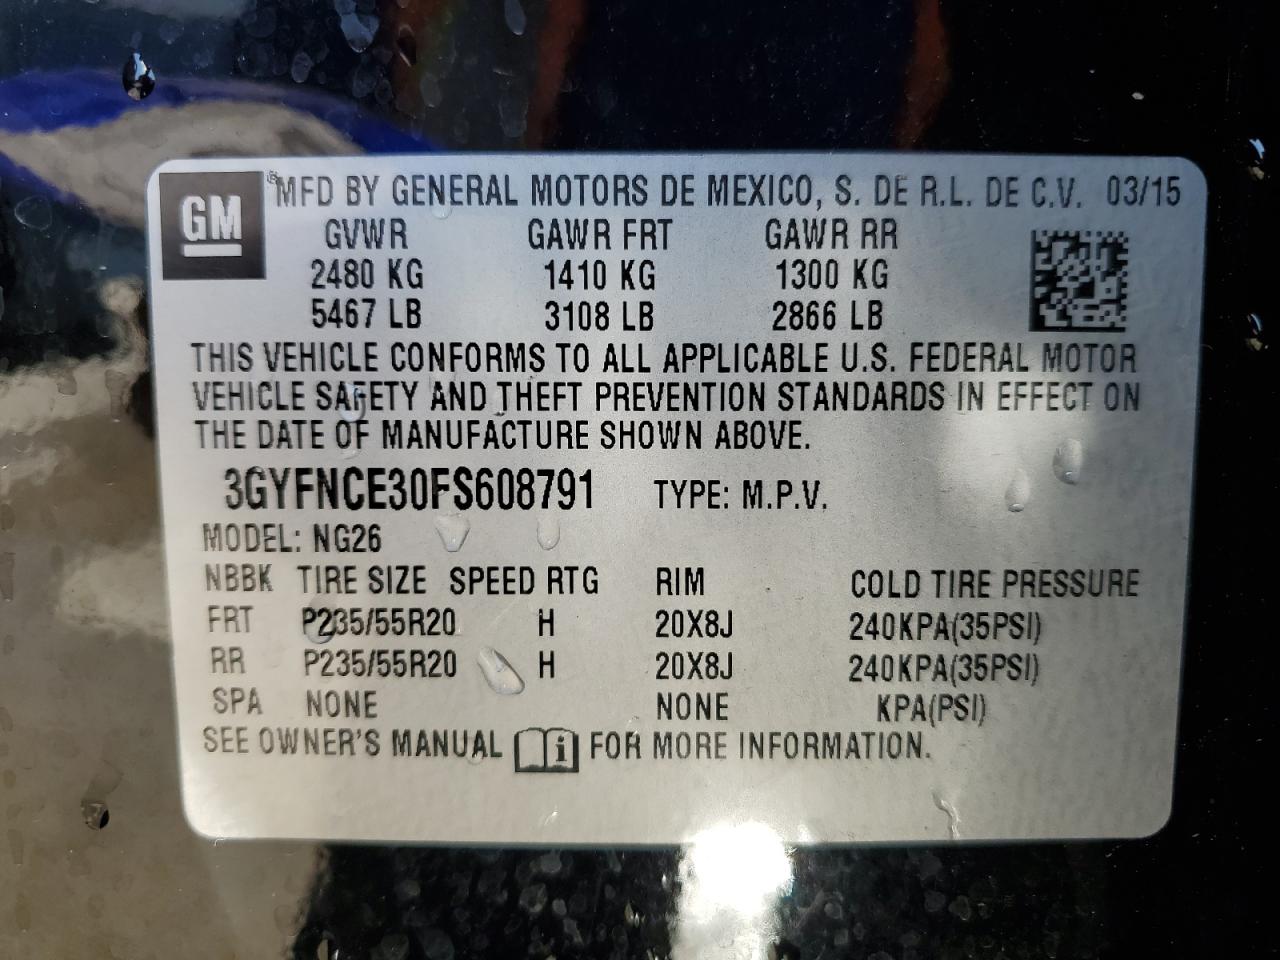 GM MFD BY GENERAL MOTORS DE MEXICO, S. DE R.L. DE C.V. 03/15
GVWR GAWR FRT GAWR RR
2480 KG 1410 KG 1300 KG
5467 LB 3108 LB 2866 LB
THIS VEHICLE CONFORMS TO ALL APPLICABLE U.S. FEDERAL MOTOR
VEHICLE SAFETY AND THEFT PREVENTION STANDARDS IN EFFECT ON
THE DATE OF MANUFACTURE SHOWN ABOVE.
3GYFNCE30FS608791 TYPE: M.P.V.
MODEL: NG26
NBBK TIRE SIZE SPEED RTG RIM COLD TIRE PRESSURE
FRT P235/55R20 H 20X8J 240KPA(35PSI)
RR P235/55R20 H 20X8J 240KPA(35PSI)
SPA NONE NONE KPA(PSI)
SEE OWNER'S MANUAL i FOR MORE INFORMATION.